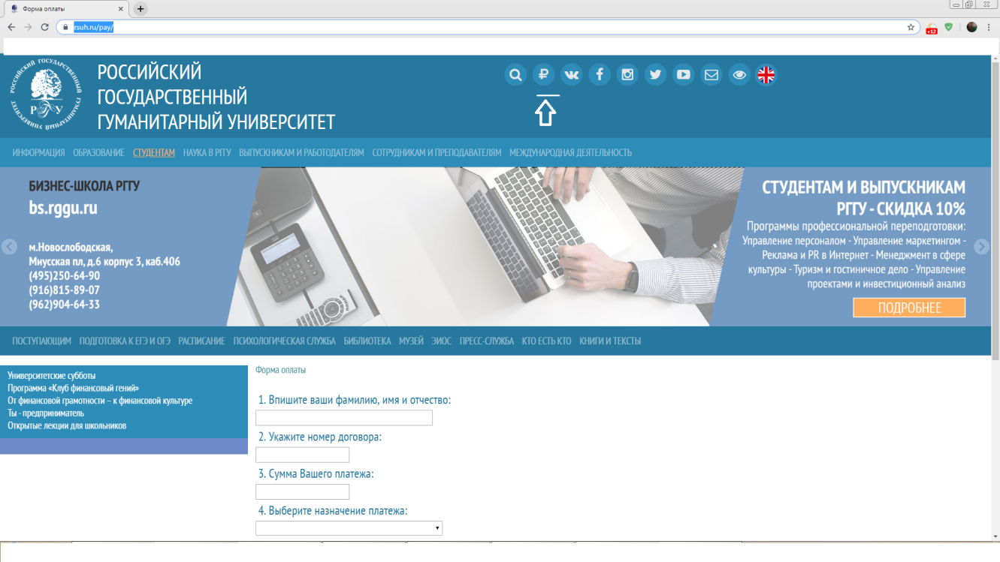 Форма оплаты
rsuh.ru/pay/
+12
РОССИЙСКИЙ ГОСУДАРСТВЕННЫЙ ГУМАНИТАРНЫЙ УНИВЕРСИТЕТ
РГГУ
РОССИЙСКИЙ
ГОСУДАРСТВЕННЫЙ
ГУМАНИТАРНЫЙ УНИВЕРСИТЕТ
ИНФОРМАЦИЯ ОБРАЗОВАНИЕ СТУДЕНТАМ НАУКА В РГГУ ВЫПУСКНИКАМ И РАБОТОДАТЕЛЯМ СОТРУДНИКАМ И ПРЕПОДАВАТЕЛЯМ МЕЖДУНАРОДНАЯ ДЕЯТЕЛЬНОСТЬ
БИЗНЕС-ШКОЛА РГГУ
bs.rggu.ru
м.Новослободская,
Миусская пл, д.6 корпус 3, каб.406
(495)250-64-90
(916)815-89-07
(962)904-64-33
СТУДЕНТАМ И ВЫПУСКНИКАМ
РГГУ - СКИДКА 10%
Программы профессиональной переподготовки:
Управление персоналом - Управление маркетингом -
Реклама и PR в Интернет - Менеджмент в сфере
культуры - Туризм и гостиничное дело - Управление
проектами и инвестиционный анализ
ПОДРОБНЕЕ
ПОСТУПАЮЩИМ ПОДГОТОВКА К ЕГЭ И ОГЭ РАСПИСАНИЕ ПСИХОЛОГИЧЕСКАЯ СЛУЖБА БИБЛИОТЕКА МУЗЕЙ ЭИОС ПРЕСС-СЛУЖБА КТО ЕСТЬ КТО КНИГИ И ТЕКСТЫ
Университетские субботы
Программа «Клуб финансовый гений»
От финансовой грамотности – к финансовой культуре
Ты - предприниматель
Открытые лекции для школьников
Форма оплаты
1. Впишите ваши фамилию, имя и отчество:
2. Укажите номер договора:
3. Сумма Вашего платежа:
4. Выберите назначение платежа: